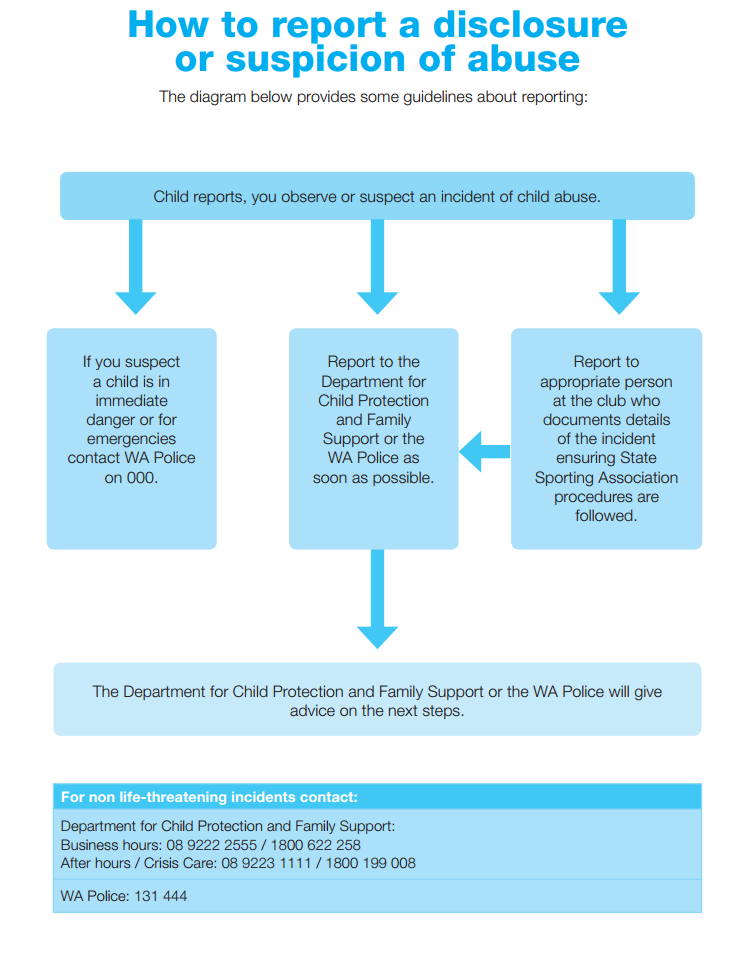 How to report a disclosure
or suspicion of abuse
The diagram below provides some guidelines about reporting:
Child reports, you observe or suspect an incident of child abuse.
If you suspect
a child is in
immediate
danger or for
emergencies
contact WA Police
on 000.
Report to the
Department for
Child Protection
and Family
Support or the
WA Police as
soon as possible.
Report to
appropriate person
at the club who
documents details
of the incident
ensuring State
Sporting Association
procedures are
followed.
The Department for Child Protection and Family Support or the WA Police will give
advice on the next steps.
For non life-threatening incidents contact:
Department for Child Protection and Family Support:
Business hours: 08 9222 2555 / 1800 622 258
After hours / Crisis Care: 08 9223 1111 / 1800 199 008
WA Police: 131 444